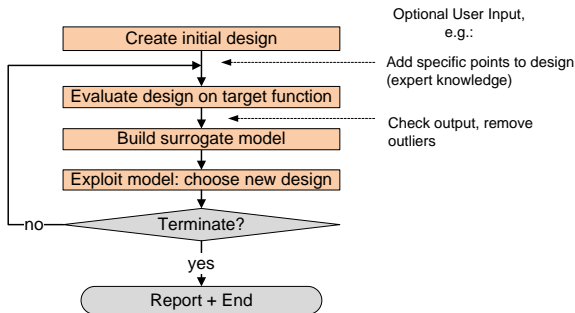 Optional User Input,
e.g.:
Create initial design
Add specific points to design
(expert knowledge)
Evaluate design on target function
Check output, remove
outliers
Build surrogate model
Exploit model: choose new design
Terminate?
no
yes
Report + End